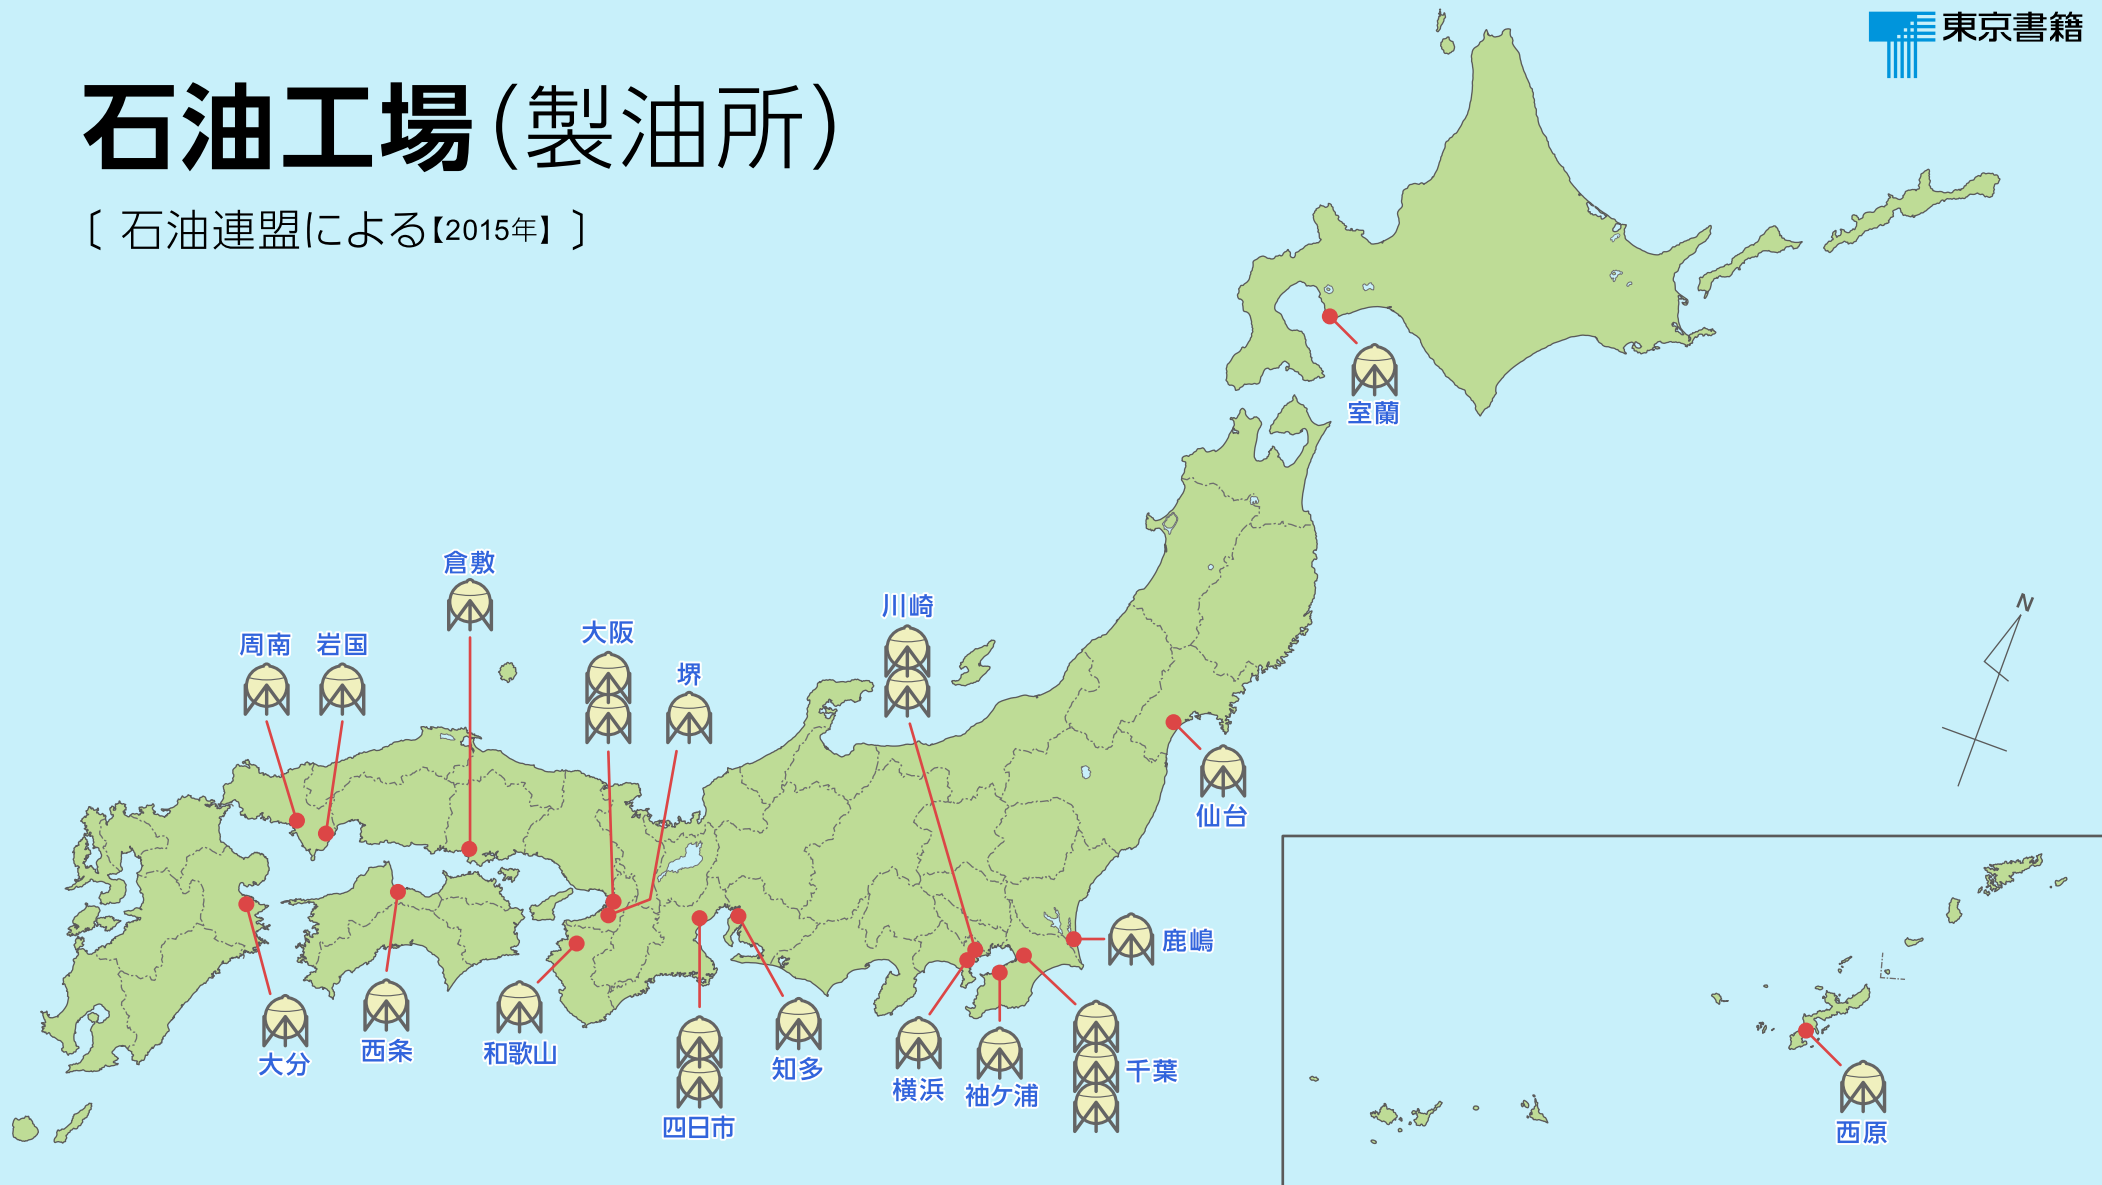 東京書籍
石油工場(製油所)
〔 石油連盟による【2015年】 〕
室蘭
倉敷
川崎
大阪
周南
岩国
堺
N
仙台
鹿嶋
大分
西条
和歌山
知多
千葉
横浜
袖ケ浦
四日市
西原